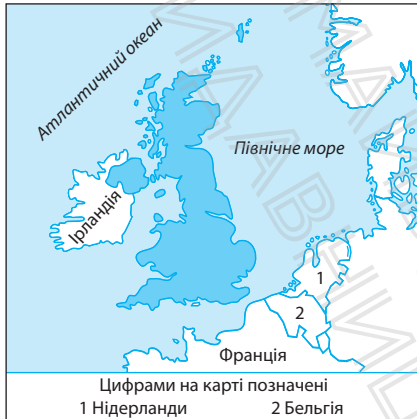 Атлантичний океан
Північне море
Ірландія
1
2
Франція
Цифрами на карті позначені
1 Нідерланди 2 Бельгія